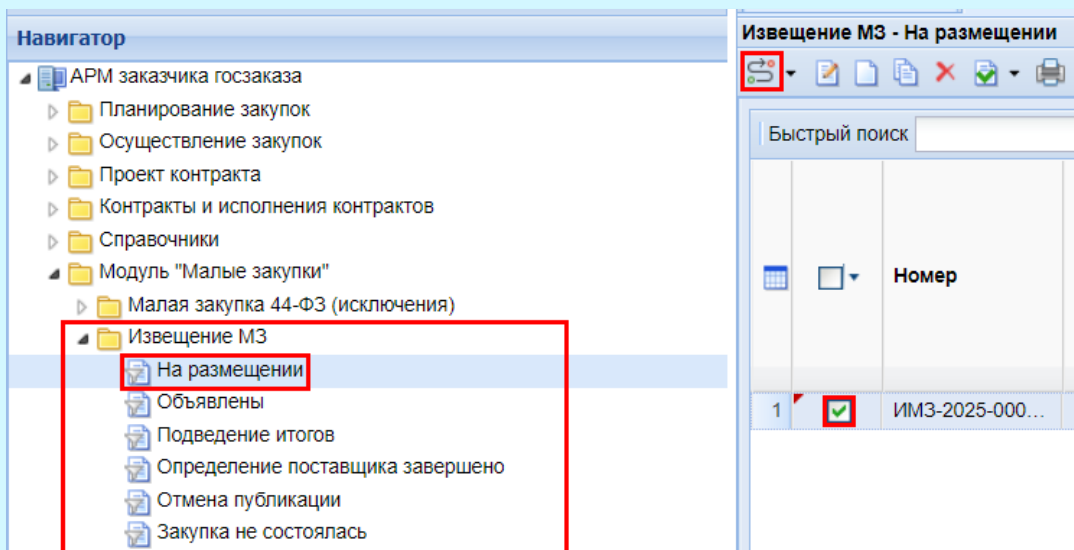 Навигатор
АРМ заказчика госзаказа
Планирование закупок
Осуществление закупок
Проект контракта
Контракты и исполнения контрактов
Справочники
Модуль "Малые закупки"
Малая закупка 44-ФЗ (исключения)
Извещение МЗ
На размещении
Объявлены
Подведение итогов
Определение поставщика завершено
Отмена публикации
Закупка не состоялась
Извещение МЗ - На размещении
Быстрый поиск
Номер
1 ИМЗ-2025-000...